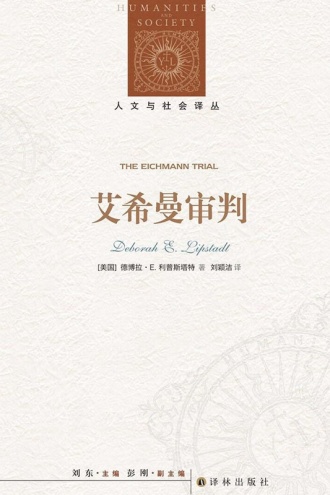 HUMANITIES
AND
SOCIETY
人文与社会译丛
THE EICHMANN TRIAL
艾希曼审判
Deborah E. Lipstadt
[美国] 德博拉·E. 利普斯塔特 著 刘颖洁 译
刘东·主编 彭刚·副主编
译林出版社